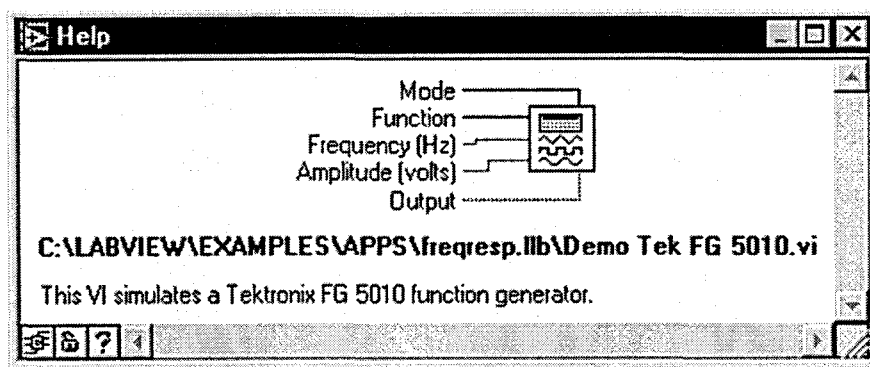 Help
Mode
Function
Frequency (Hz)
Amplitude (volts)
Output
C:\LABVIEW\EXAMPLES\APPS\freqresp.llb\Demo Tek FG 5010.vi
This VI simulates a Tektronix FG 5010 function generator.
?